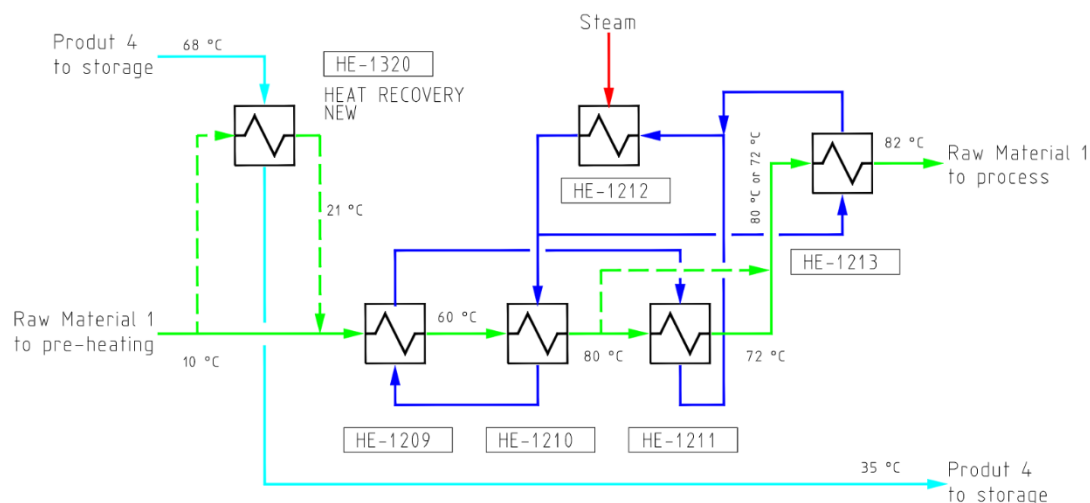 Steam
Produt 4
to storage
68 °C
HE-1320
HEAT RECOVERY
NEW
HE-1212
80 °C or 72 °C
82 °C
Raw Material 1
to process
21 °C
HE-1213
Raw Material 1
to pre-heating
10 °C
60 °C
80 °C
72 °C
HE-1209
HE-1210
HE-1211
35 °C
Produt 4
to storage